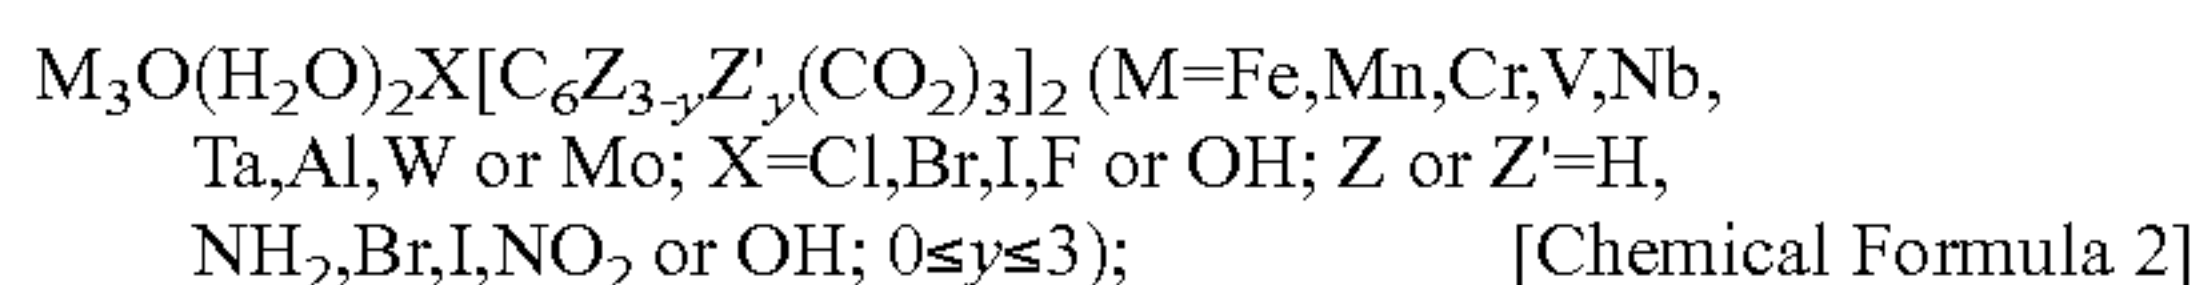 M₃O(H₂O)₂X[C₆Z₃₋yZ'y(CO₂)₃]₂ (M=Fe,Mn,Cr,V,Nb,
Ta,Al,W or Mo; X=Cl,Br,I,F or OH; Z or Z'=H,
NH₂,Br,I,NO₂ or OH; 0≤y≤3); [Chemical Formula 2]